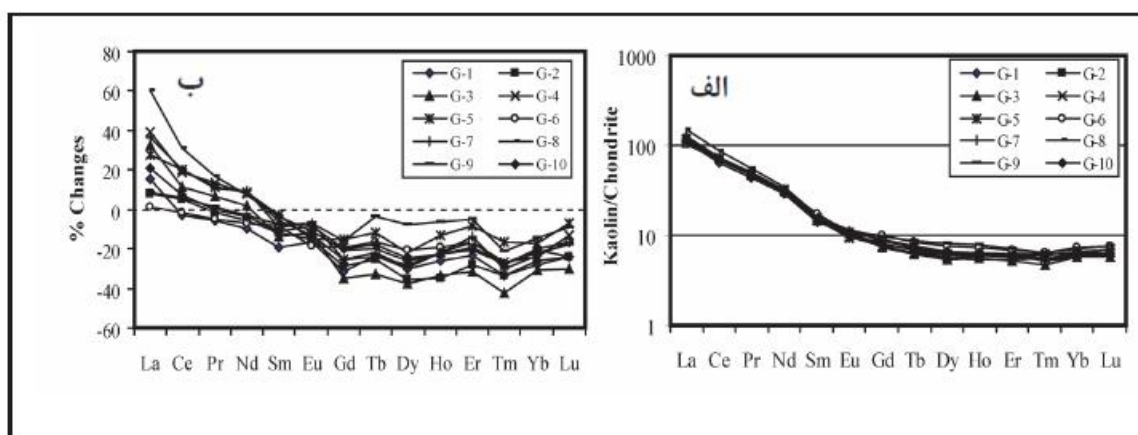 80
60
40
20
0
-20
-40
-60
% Changes
ب
G-1 G-2
G-3 G-4
G-5 G-6
G-7 G-8
G-9 G-10
La Ce Pr Nd Sm Eu Gd Tb Dy Ho Er Tm Yb Lu
1000
100
10
1
Kaolin/Chondrite
الف
G-1 G-2
G-3 G-4
G-5 G-6
G-7 G-8
G-9 G-10
La Ce Pr Nd Sm Eu Gd Tb Dy Ho Er Tm Yb Lu